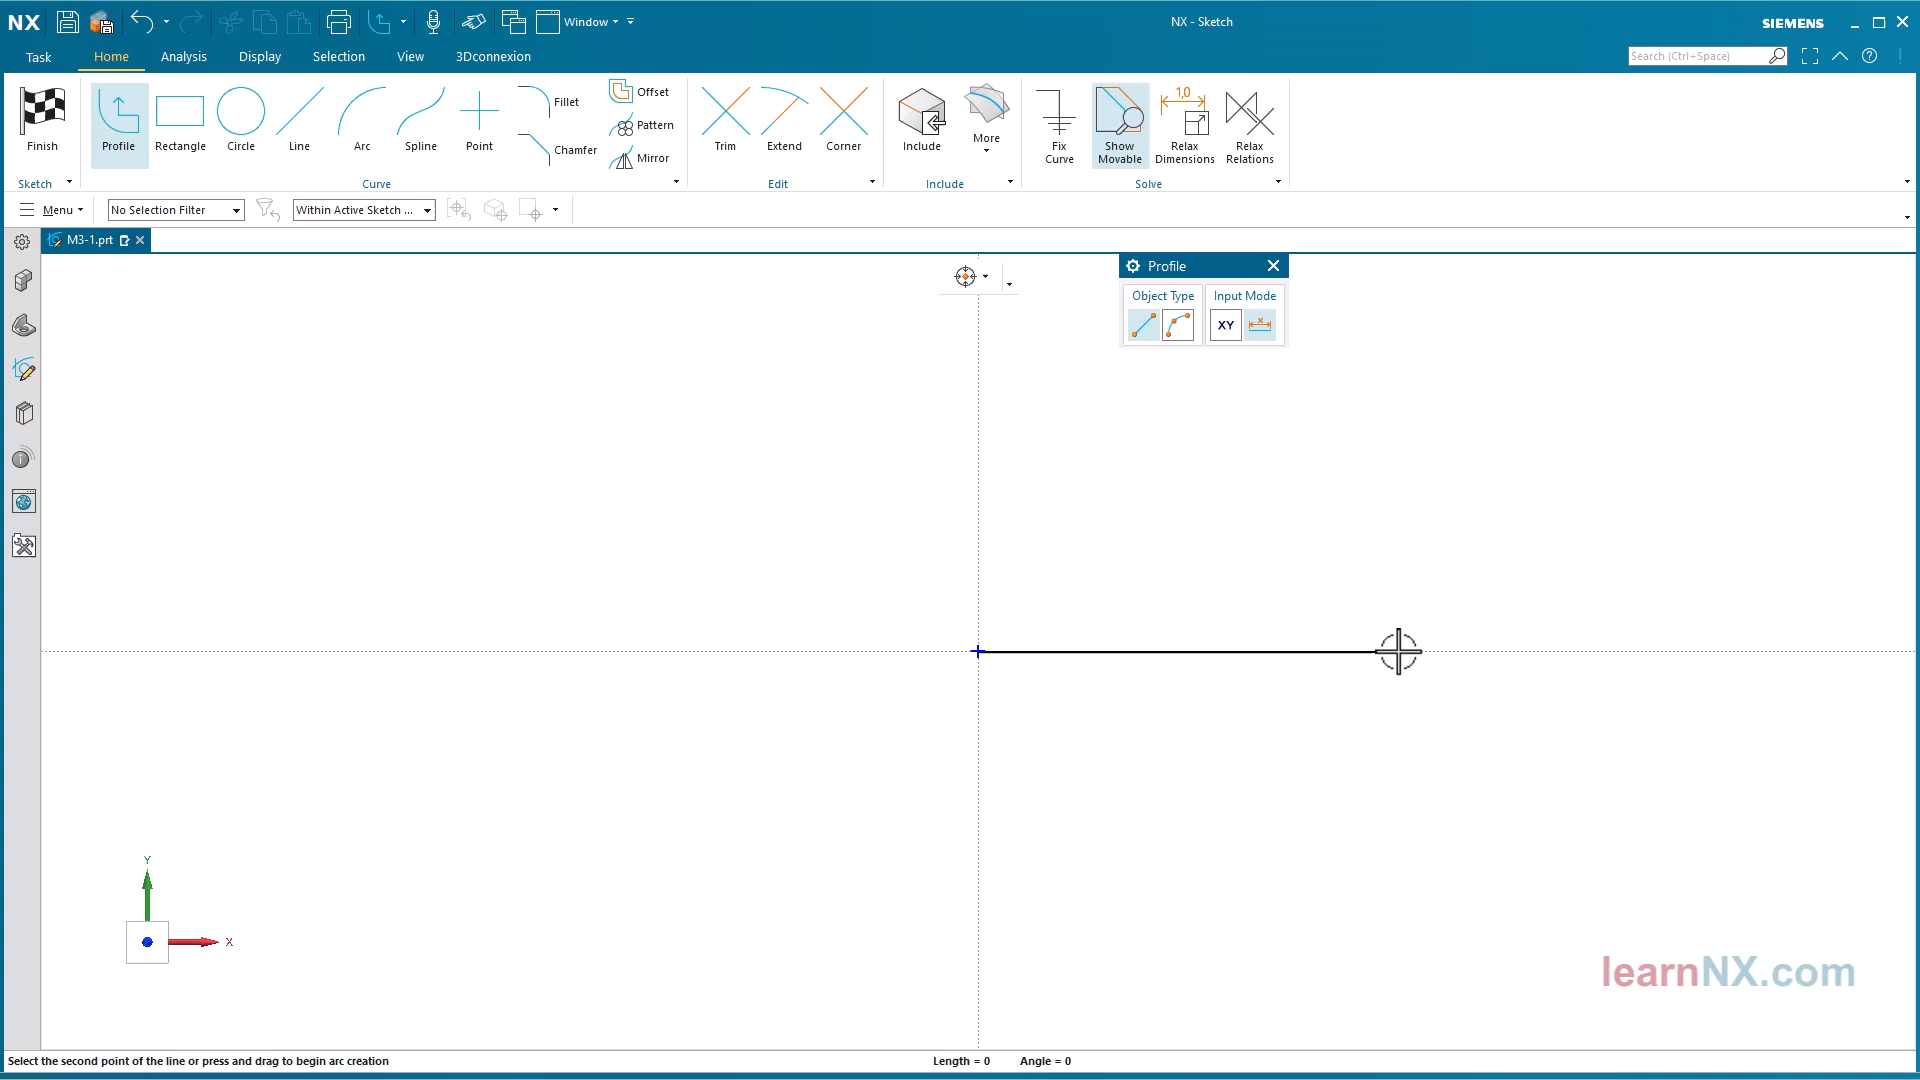 NX
Window
NX - Sketch
SIEMENS
Task
Home
Analysis
Display
Selection
View
3Dconnexion
Search (Ctrl+Space)
Finish
Profile
Rectangle
Circle
Line
Arc
Spline
Point
Fillet
Chamfer
Offset
Pattern
Mirror
Trim
Extend
Corner
Include
More
Fix
Curve
Show
Movable
1,0
Relax
Dimensions
Relax
Relations
Sketch
Curve
Edit
Include
Solve
Menu
No Selection Filter
Within Active Sketch ...
M3-1.prt
Profile
Object Type
Input Mode
XY
Y
X
learnNX.com
Select the second point of the line or press and drag to begin arc creation
Length = 0
Angle = 0